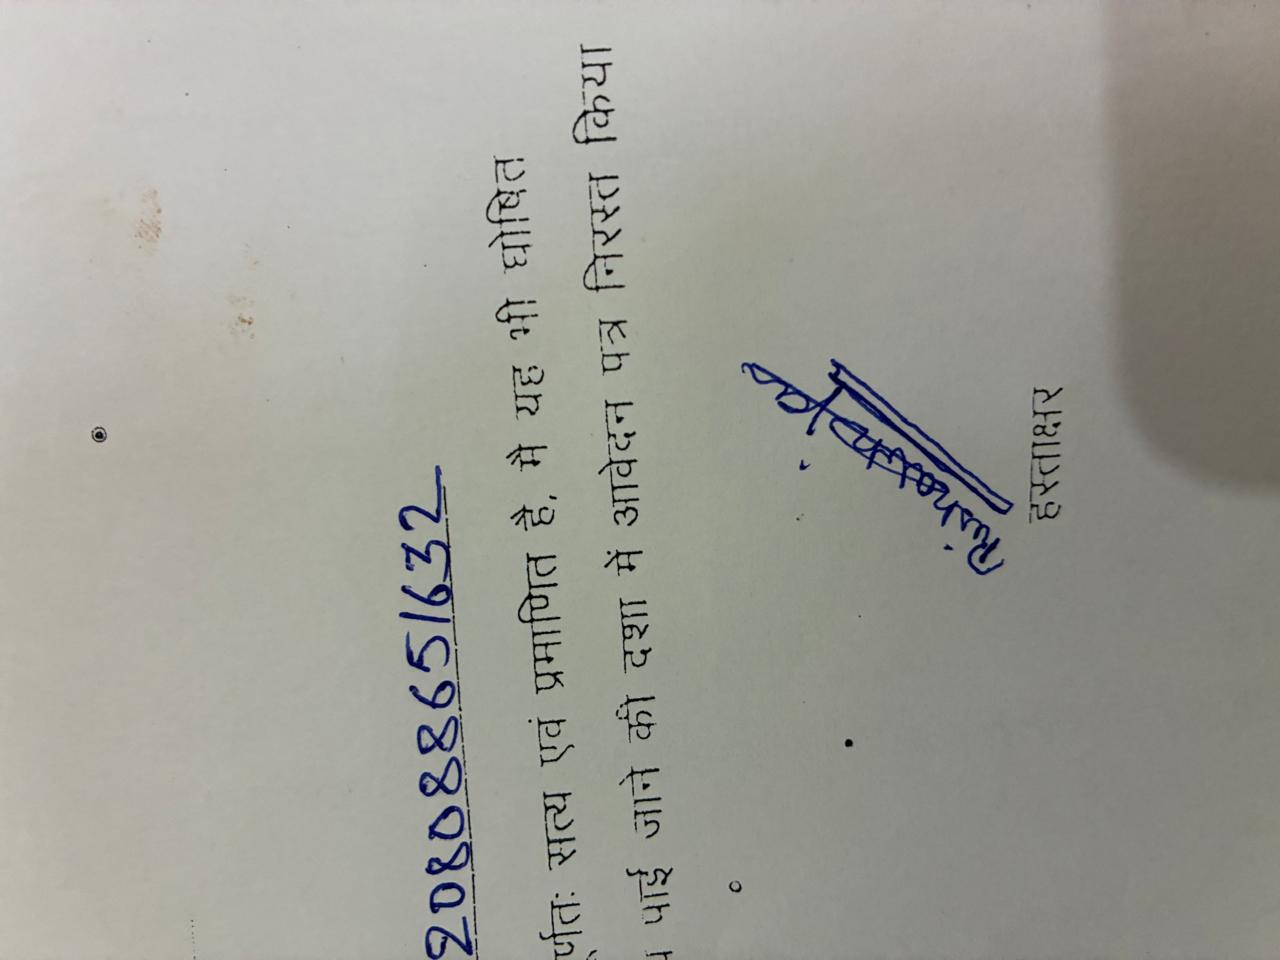 208088651632
र्णतः सत्य एवं प्रमाणित है, मै यह भी घोषित
पाई जाने की दशा में आवेदन पत्र निरस्त किया
हस्ताक्षर